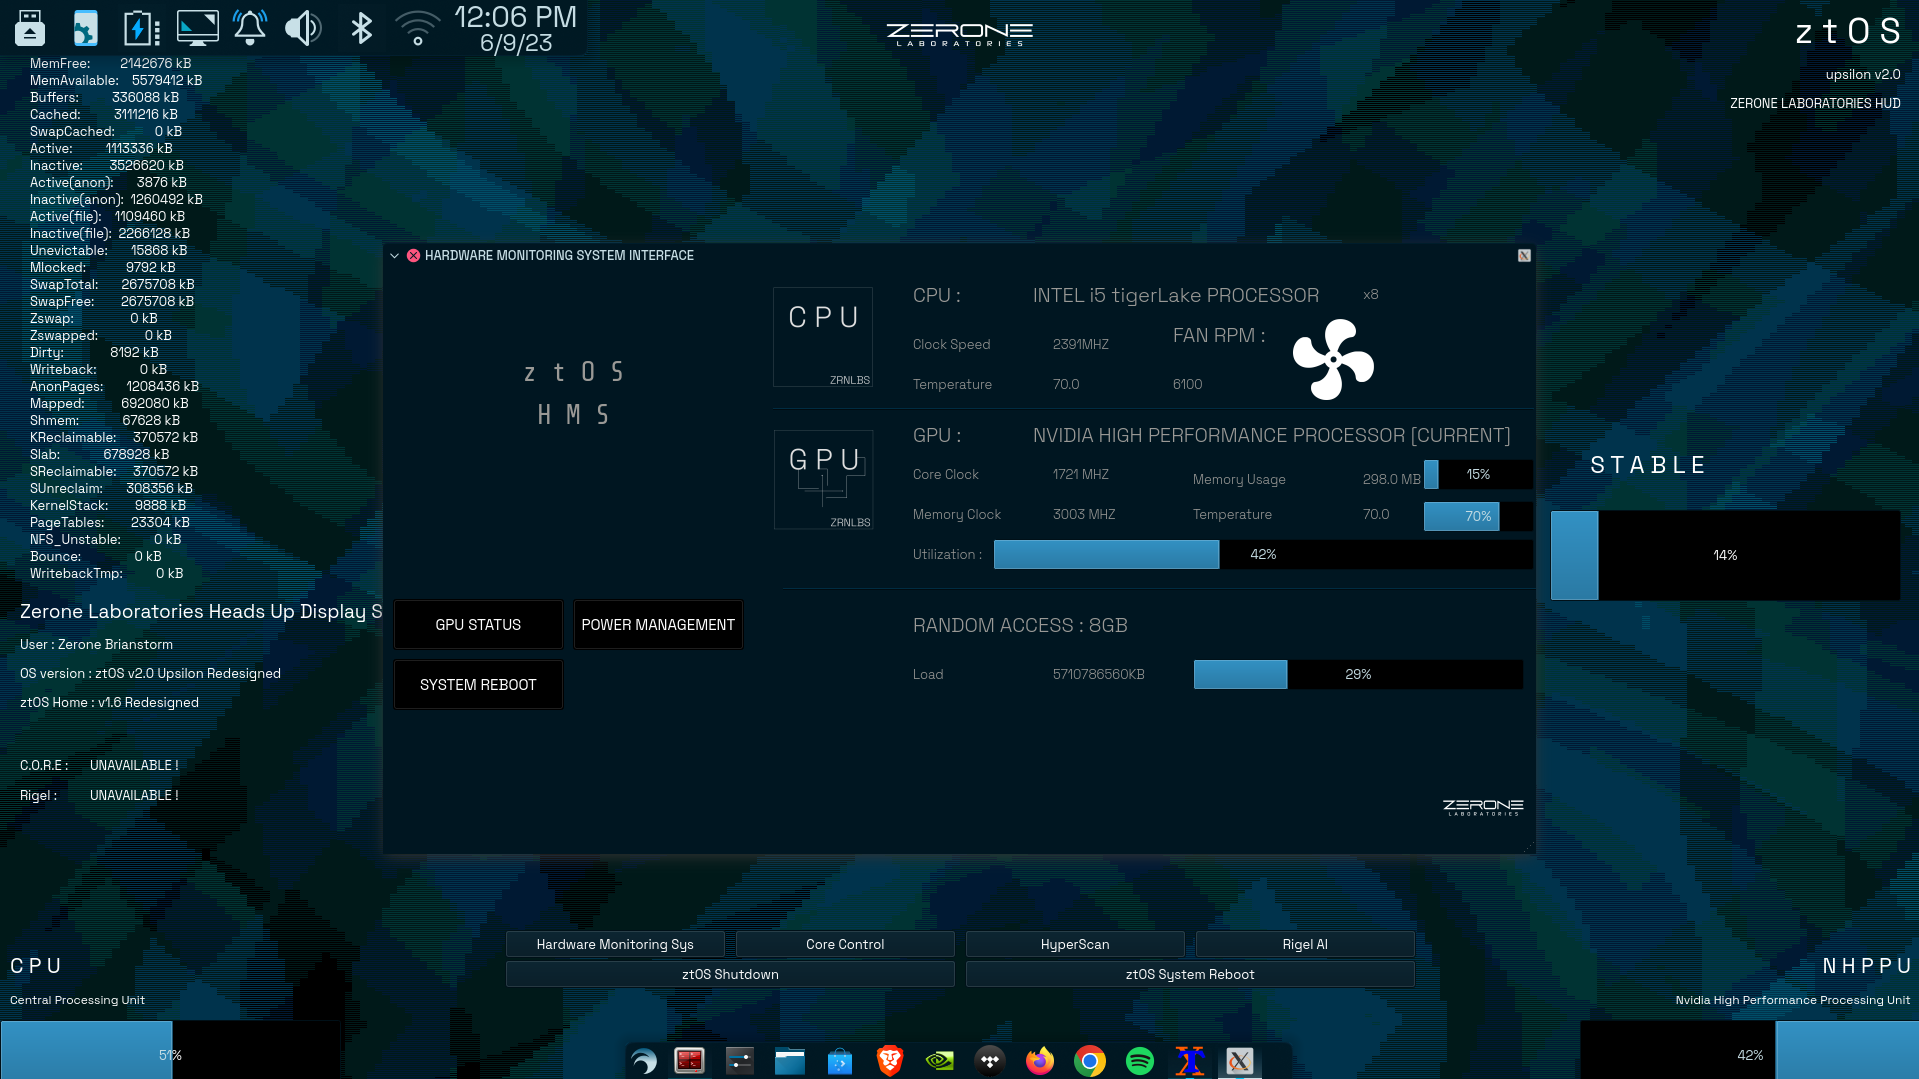 12:06 PM
6/9/23
ZERONE
LABORATORIES
ztOS
upsilon v2.0
ZERONE LABORATORIES HUD
MemFree: 2142676 kB
MemAvailable: 5579412 kB
Buffers: 336088 kB
Cached: 3111216 kB
SwapCached: 0 kB
Active: 1113336 kB
Inactive: 3526620 kB
Active(anon): 3876 kB
Inactive(anon): 1260492 kB
Active(file): 1109460 kB
Inactive(file): 2266128 kB
Unevictable: 15868 kB
Mlocked: 9792 kB
SwapTotal: 2675708 kB
SwapFree: 2675708 kB
Zswap: 0 kB
Zswapped: 0 kB
Dirty: 8192 kB
Writeback: 0 kB
AnonPages: 1208436 kB
Mapped: 692080 kB
Shmem: 67628 kB
KReclaimable: 370572 kB
Slab: 678928 kB
SReclaimable: 370572 kB
SUnreclaim: 308356 kB
KernelStack: 9888 kB
PageTables: 23304 kB
NFS_Unstable: 0 kB
Bounce: 0 kB
WritebackTmp: 0 kB
Zerone Laboratories Heads Up Display S
User : Zerone Brianstorm
OS version : ztOS v2.0 Upsilon Redesigned
ztOS Home : v1.6 Redesigned
C.O.R.E : UNAVAILABLE !
Rigel : UNAVAILABLE !
HARDWARE MONITORING SYSTEM INTERFACE
ztOS
HMS
GPU STATUS
POWER MANAGEMENT
SYSTEM REBOOT
CPU
ZRNLBS
CPU : INTEL i5 tigerLake PROCESSOR x8
Clock Speed 2391MHZ FAN RPM :
Temperature 70.0 6100
GPU
ZRNLBS
GPU : NVIDIA HIGH PERFORMANCE PROCESSOR [CURRENT]
Core Clock 1721 MHZ Memory Usage 298.0 MB 15%
Memory Clock 3003 MHZ Temperature 70.0 70%
Utilization : 42%
RANDOM ACCESS : 8GB
Load 5710786560KB 29%
ZERONE
LABORATORIES
STABLE
14%
Hardware Monitoring Sys
Core Control
HyperScan
Rigel AI
ztOS Shutdown
ztOS System Reboot
CPU
Central Processing Unit
51%
NHPPU
Nvidia High Performance Processing Unit
42%